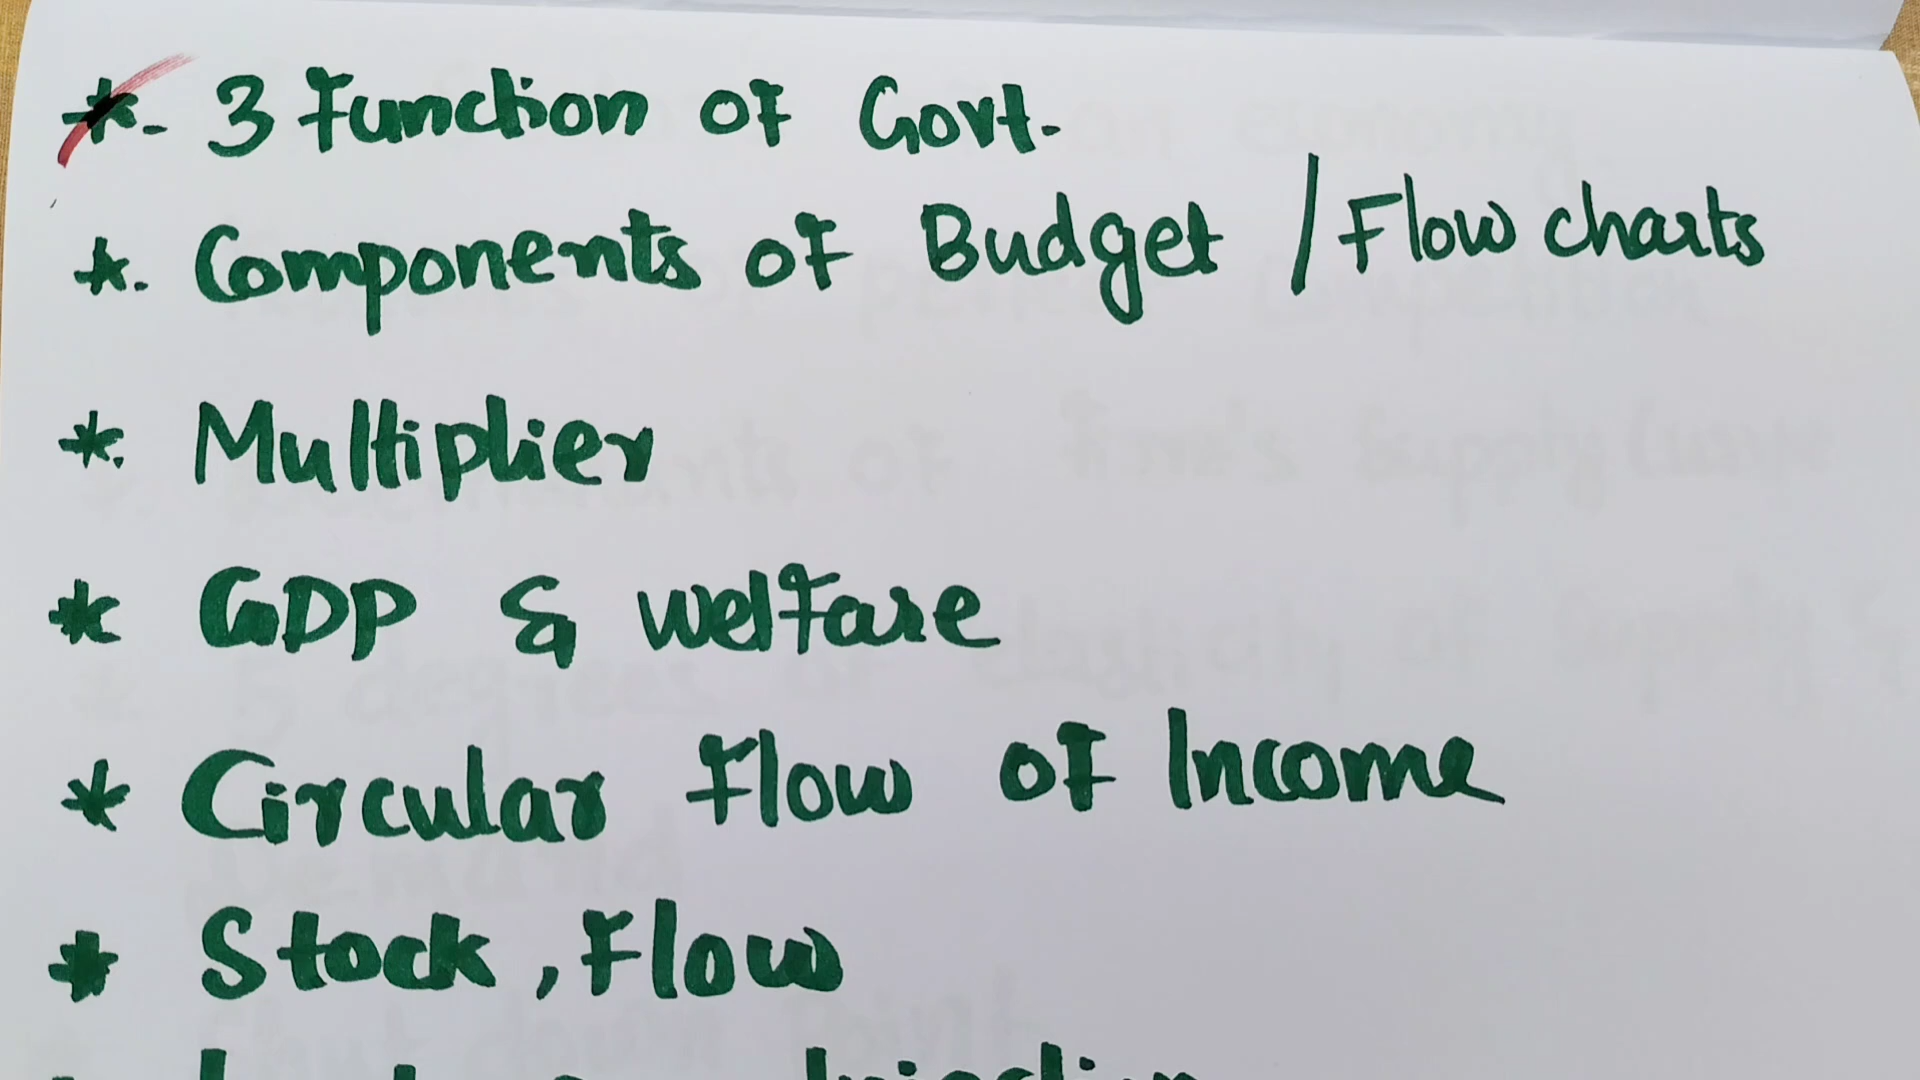 *. 3 Function of Govt.
*. Components of Budget / Flow charts
*. Multiplier
* GDP & welfare
* Circular flow of Income
* Stock, Flow